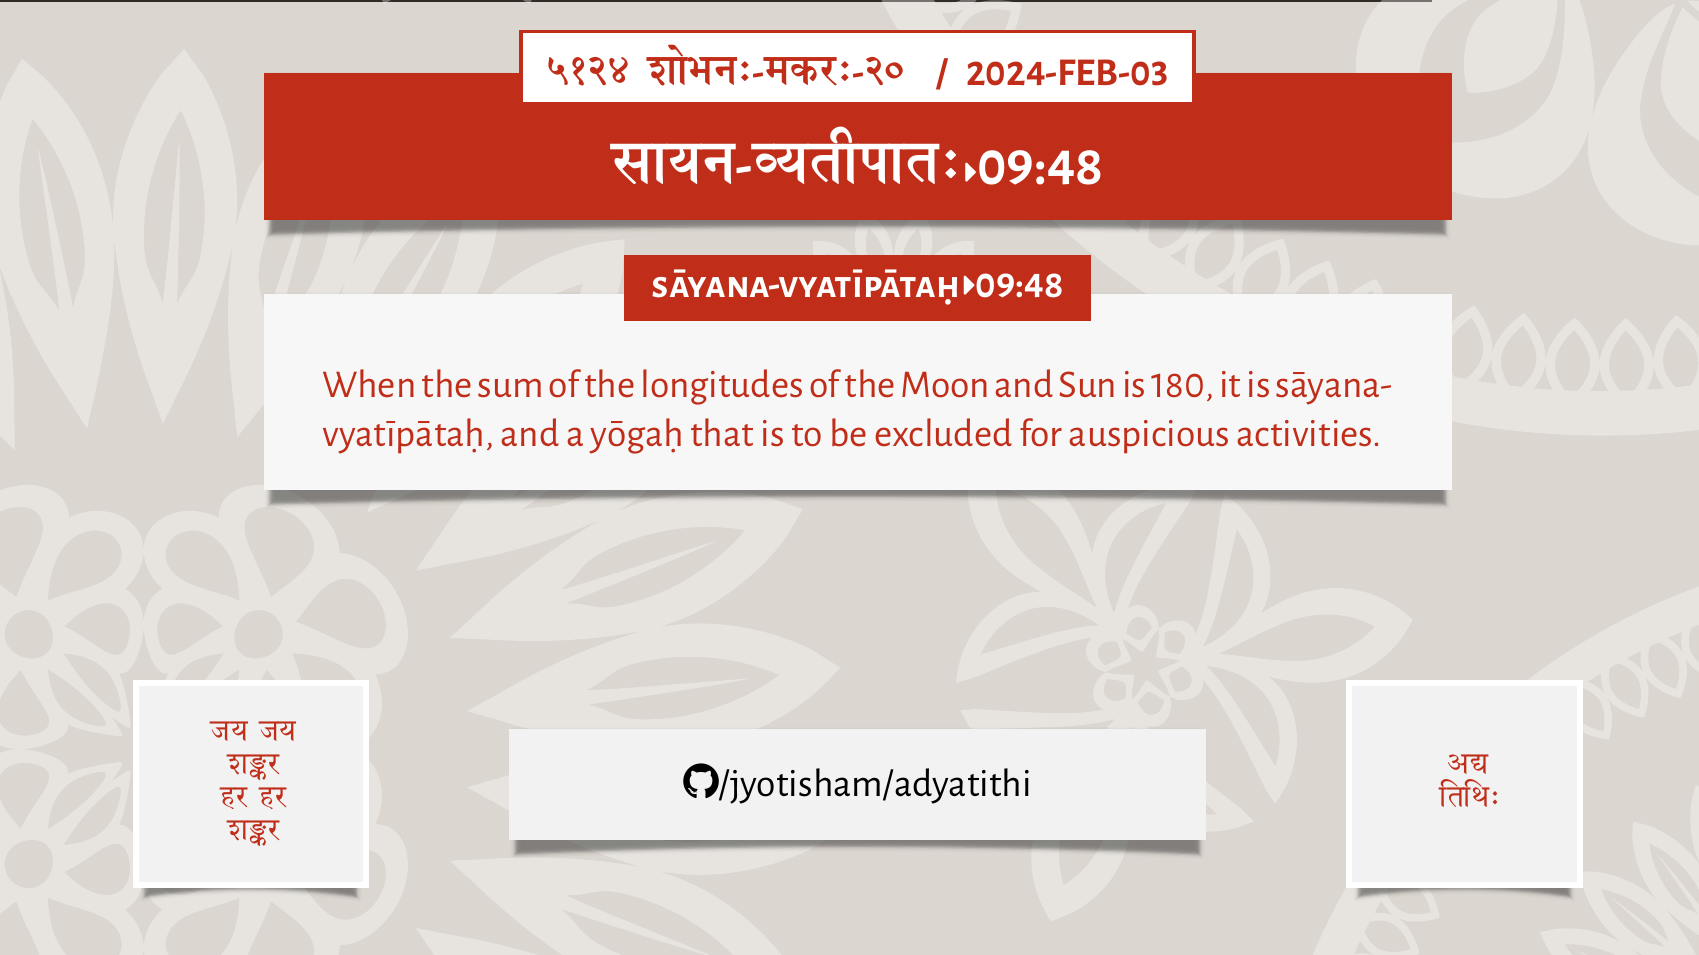 ५१२४ शोभनः-मकरः-२० / 2024-FEB-03
सायन-व्यतीपातः▸09:48
SĀYANA-VYATĪPĀTAḤ▸09:48
When the sum of the longitudes of the Moon and Sun is 180, it is sāyana-
vyatīpātaḥ, and a yōgaḥ that is to be excluded for auspicious activities.
जय जय
शङ्कर
हर हर
शङ्कर
/jyotisham/adyatithi
अद्य
तिथिः